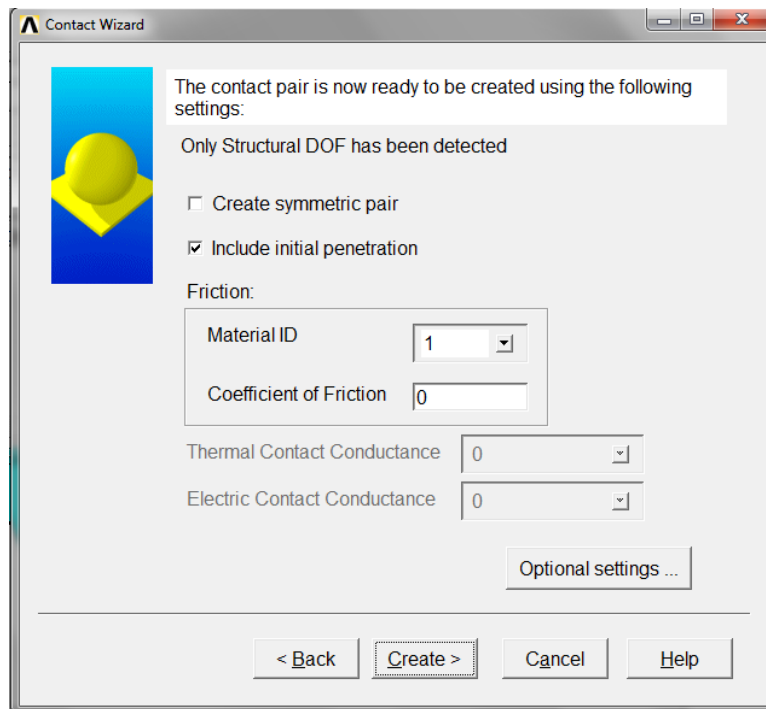 Contact Wizard
The contact pair is now ready to be created using the following
settings:
Only Structural DOF has been detected
Create symmetric pair
Include initial penetration
Friction:
Material ID
1
Coefficient of Friction
0
Thermal Contact Conductance
0
Electric Contact Conductance
0
Optional settings ...
< Back
Create >
Cancel
Help